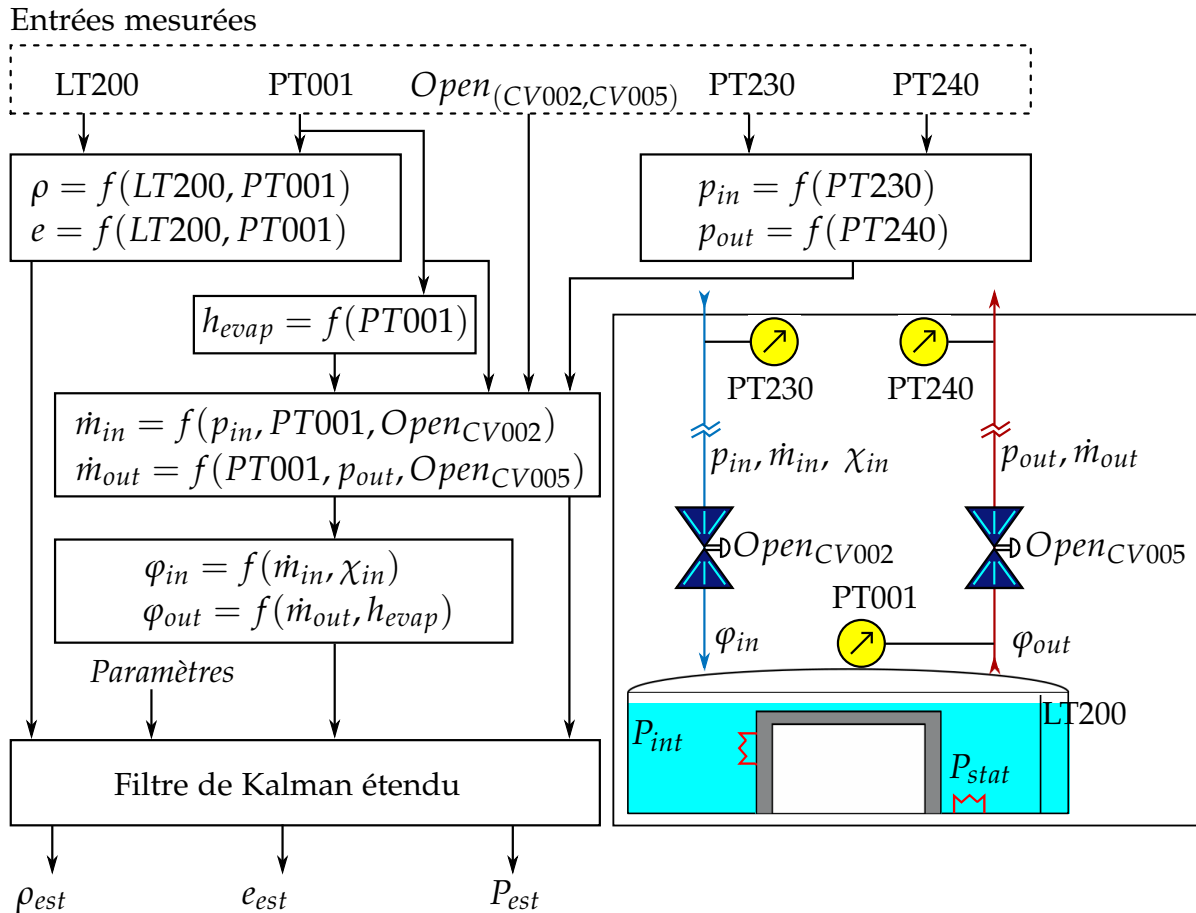 Entrées mesurées
LT200 PT001 Open_(CV002,CV005) PT230 PT240
ρ = f(LT200, PT001)
e = f(LT200, PT001)
p_in = f(PT230)
p_out = f(PT240)
h_evap = f(PT001)
ṁ_in = f(p_in, PT001, Open_CV002)
ṁ_out = f(PT001, p_out, Open_CV005)
φ_in = f(ṁ_in, χ_in)
φ_out = f(ṁ_out, h_evap)
Paramètres
Filtre de Kalman étendu
ρ_est e_est P_est
PT230 PT240
p_in, ṁ_in, χ_in p_out, ṁ_out
Open_CV002 Open_CV005
PT001
φ_in φ_out
LT200
P_int
P_stat